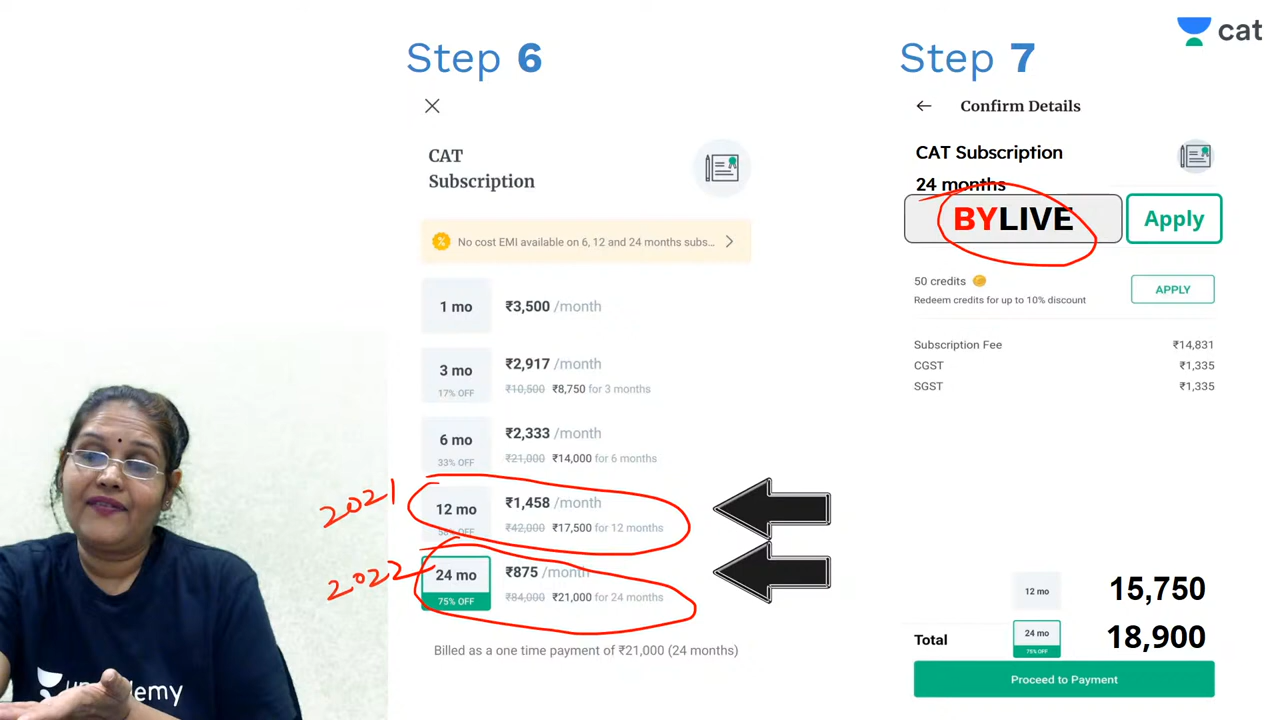 cat
Step 6
Step 7
CAT
Subscription
No cost EMI available on 6, 12 and 24 months subs...
1 mo
₹3,500 /month
3 mo
17% OFF
₹2,917 /month
₹10,500 ₹8,750 for 3 months
6 mo
33% OFF
₹2,333 /month
₹21,000 ₹14,000 for 6 months
2021
12 mo
58% OFF
₹1,458 /month
₹42,000 ₹17,500 for 12 months
2022
24 mo
75% OFF
₹875 /month
₹84,000 ₹21,000 for 24 months
Billed as a one time payment of ₹21,000 (24 months)
Confirm Details
CAT Subscription
24 months
BYLIVE
Apply
50 credits
Redeem credits for up to 10% discount
APPLY
Subscription Fee ₹14,831
CGST ₹1,335
SGST ₹1,335
12 mo 15,750
Total 24 mo 18,900
75% OFF
Proceed to Payment